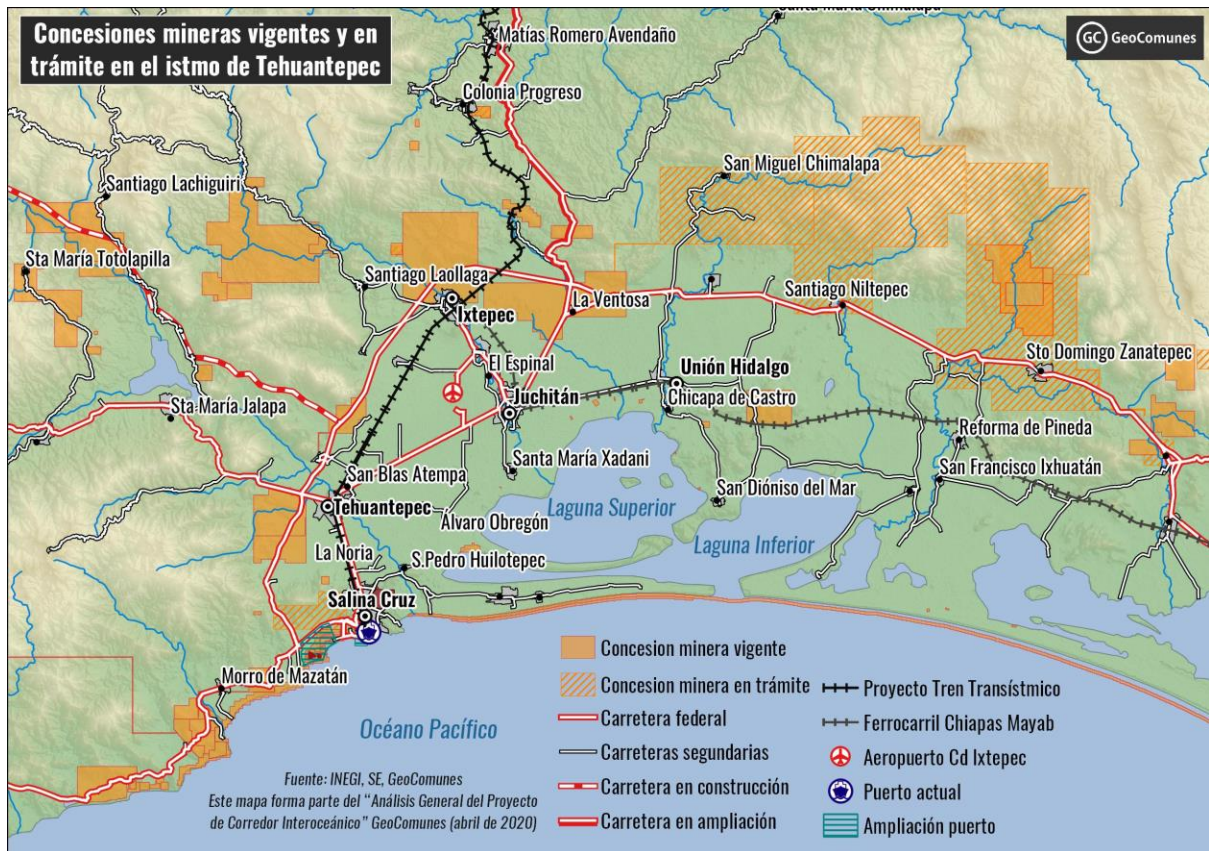 Concesiones mineras vigentes y en
trámite en el istmo de Tehuantepec
GC GeoComunes
Matías Romero Avendaño
Colonia Progreso
San Miguel Chimalapa
Santiago Lachiguiri
Sta María Totolapilla
Santiago Laollaga
Ixtepec
La Ventosa
Santiago Niltepec
El Espinal
Unión Hidalgo
Sto Domingo Zanatepec
Juchitán
Chicapa de Castro
Sta María Jalapa
Reforma de Pineda
Santa María Xadani
San Francisco Ixhuatán
San Blas Atempa
San Dióniso del Mar
Tehuantepec
Álvaro Obregón
Laguna Superior
Laguna Inferior
La Noria
S.Pedro Huilotepec
Salina Cruz
Morro de Mazatán
Océano Pacífico
Concesion minera vigente
Concesion minera en trámite
Carretera federal
Carreteras segundarias
Carretera en construcción
Carretera en ampliación
Proyecto Tren Transístmico
Ferrocarril Chiapas Mayab
Aeropuerto Cd Ixtepec
Puerto actual
Ampliación puerto
Fuente: INEGI, SE, GeoComunes
Este mapa forma parte del "Análisis General del Proyecto
de Corredor Interoceánico" GeoComunes (abril de 2020)